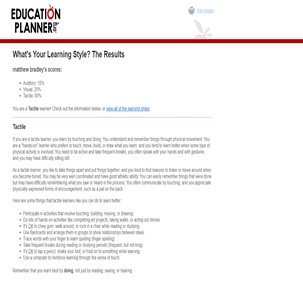 EDUCATION
PLANNER
.ORG
What's Your Learning Style? The Results
matthew bradley's scores:
Auditory: 15%
Visual: 25%
Tactile: 60%
You are a Tactile learner! Check out the information below, or view all of the learning styles.
Tactile
If you are a tactile learner, you learn by touching and doing. You understand and remember things through physical movement. You
are a "hands-on" learner who prefers to touch, move, build, or draw what you learn, and you tend to learn better when some type of
physical activity is involved. You need to be active and take frequent breaks, you often speak with your hands and with gestures,
and you may have difficulty sitting still.
As a tactile learner, you like to take things apart and put things together, and you tend to find reasons to tinker or move around when
you become bored. You may be very well coordinated and have good athletic ability. You can easily remember things that were done
but may have difficulty remembering what you saw or heard in the process. You often communicate by touching, and you appreciate
physically expressed forms of encouragement, such as a pat on the back.
Here are some things that tactile learners like you can do to learn better:
Participate in activities that involve touching, building, moving, or drawing.
Do lots of hands-on activities like completing art projects, taking walks, or acting out stories.
It's OK to chew gum, walk around, or rock in a chair while reading or studying.
Use flashcards and arrange them in groups to show relationships between ideas.
Trace words with your finger to learn spelling (finger spelling).
Take frequent breaks during reading or studying periods (frequent, but not long).
It's OK to tap a pencil, shake your foot, or hold on to something while learning.
Use a computer to reinforce learning through the sense of touch.
Remember that you learn best by doing, not just by reading, seeing, or hearing.